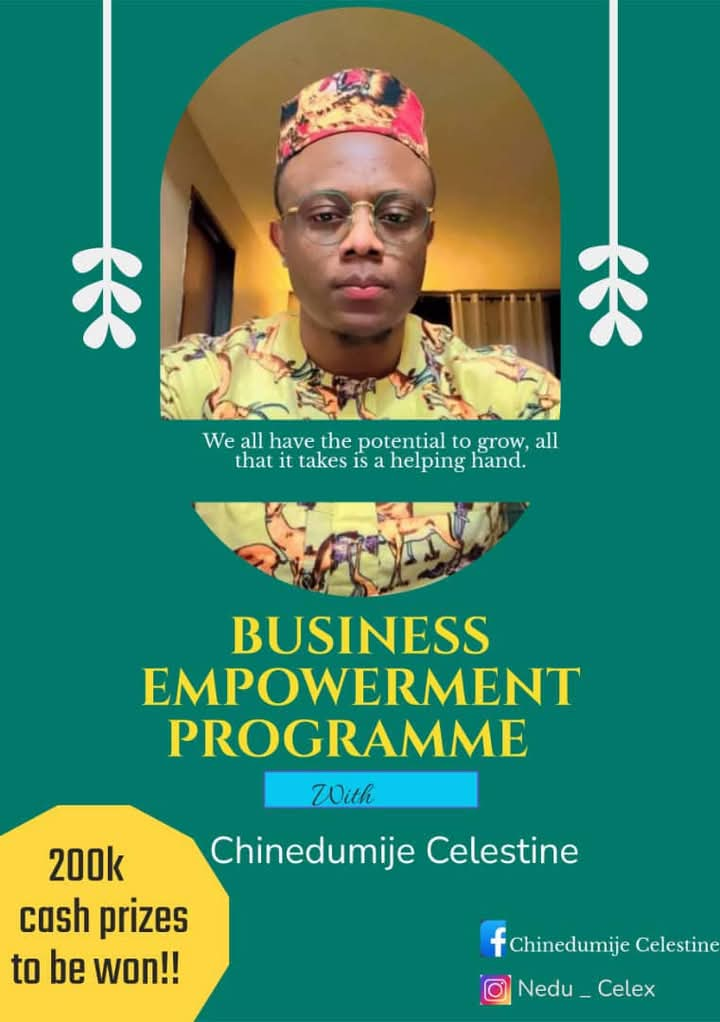 We all have the potential to grow, all
that it takes is a helping hand.
BUSINESS
EMPOWERMENT
PROGRAMME
With
Chinedumije Celestine
200k
cash prizes
to be won!!
Chinedumije Celestine
Nedu _ Celex